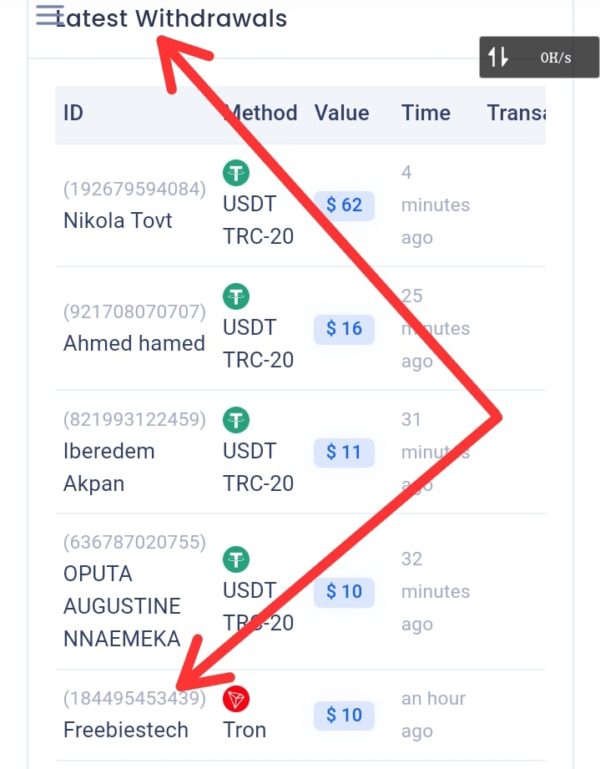 Latest Withdrawals
0K/s
ID Method Value Time Transa
(192679594084)
Nikola Tovt
USDT
TRC-20
$ 62
4
minutes
ago
(921708070707)
Ahmed hamed
USDT
TRC-20
$ 16
25
minutes
ago
(821993122459)
Iberedem
Akpan
USDT
TRC-20
$ 11
31
minutes
ago
(636787020755)
OPUTA
AUGUSTINE
NNAEMEKA
USDT
TRC-20
$ 10
32
minutes
ago
(184495453439)
Freebiestech
Tron
$ 10
an hour
ago